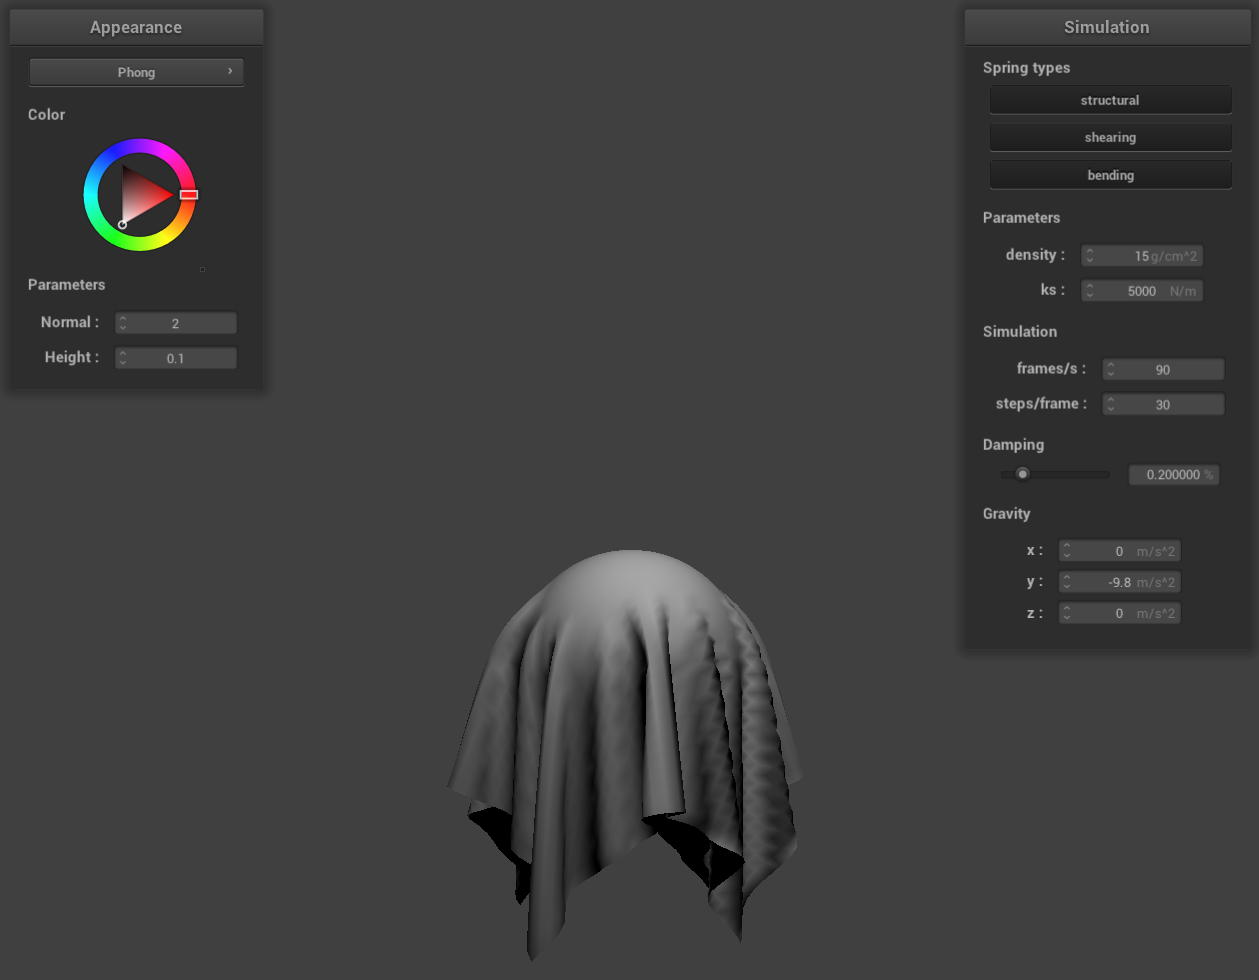 Appearance
Phong
Color
Parameters
Normal : 2
Height : 0.1
Simulation
Spring types
structural
shearing
bending
Parameters
density : 15 g/cm^2
ks : 5000 N/m
Simulation
frames/s : 90
steps/frame : 30
Damping
0.200000 %
Gravity
x : 0 m/s^2
y : -9.8 m/s^2
z : 0 m/s^2